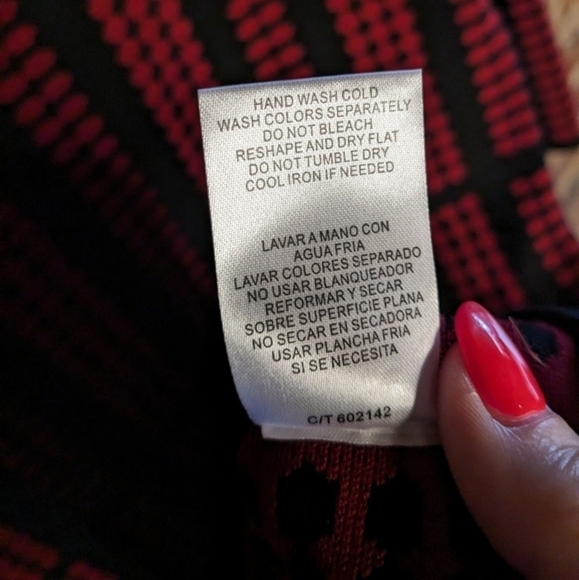 HAND WASH COLD
WASH COLORS SEPARATELY
DO NOT BLEACH
RESHAPE AND DRY FLAT
DO NOT TUMBLE DRY
COOL IRON IF NEEDED
LAVAR A MANO CON
AGUA FRIA
LAVAR COLORES SEPARADO
NO USAR BLANQUEADOR
REFORMAR Y SECAR
SOBRE SUPERFICIE PLANA
NO SECAR EN SECADORA
USAR PLANCHA FRIA
SI SE NECESITA
C/T 602142